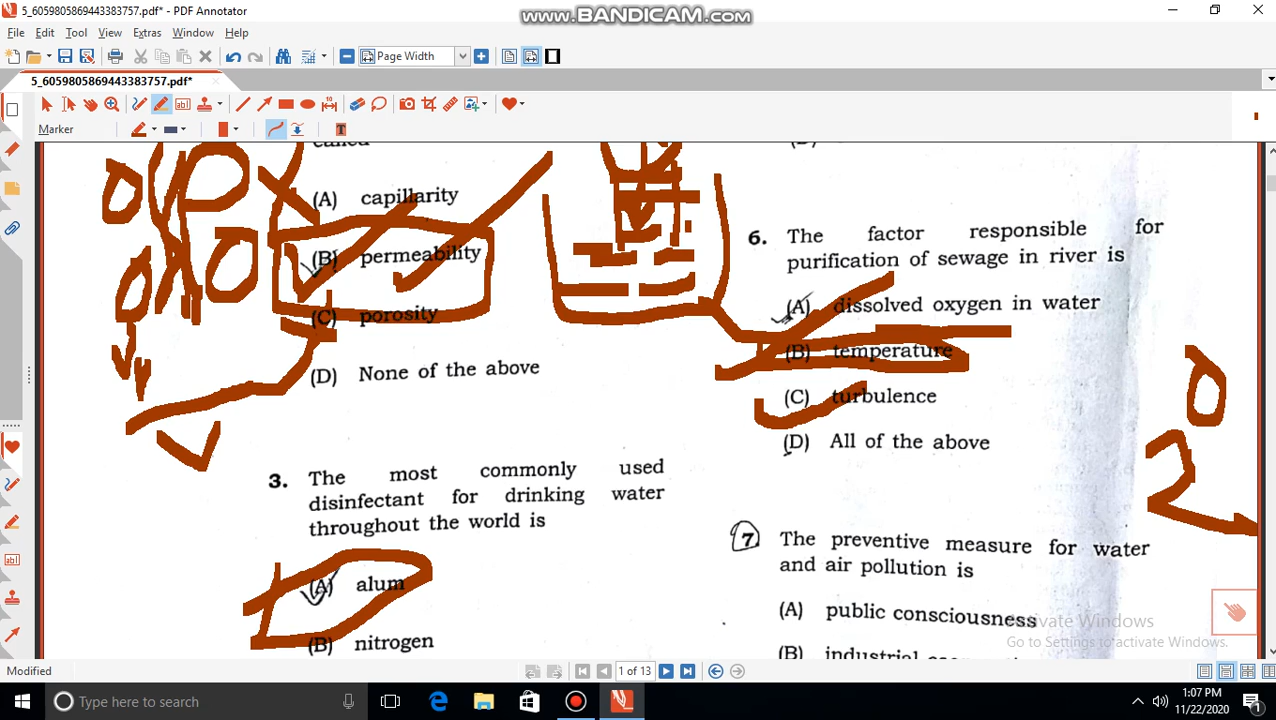 5_6059805869443383757.pdf* - PDF Annotator
www.BANDICAM.com
File Edit Tool View Extras Window Help
Page Width
5_6059805869443383757.pdf*
Marker
called
(A) capillarity
(B) permeability
(C) porosity
(D) None of the above
3. The most commonly used
disinfectant for drinking water
throughout the world is
(A) alum
(B) nitrogen
6. The factor responsible for
purification of sewage in river is
(A) dissolved oxygen in water
(B) temperature
(C) turbulence
(D) All of the above
7 The preventive measure for water
and air pollution is
(A) public consciousness
(B) industrial
O
2
Activate Windows
Go to Settings to activate Windows.
Modified
1 of 13
Type here to search
1:07 PM
11/22/2020